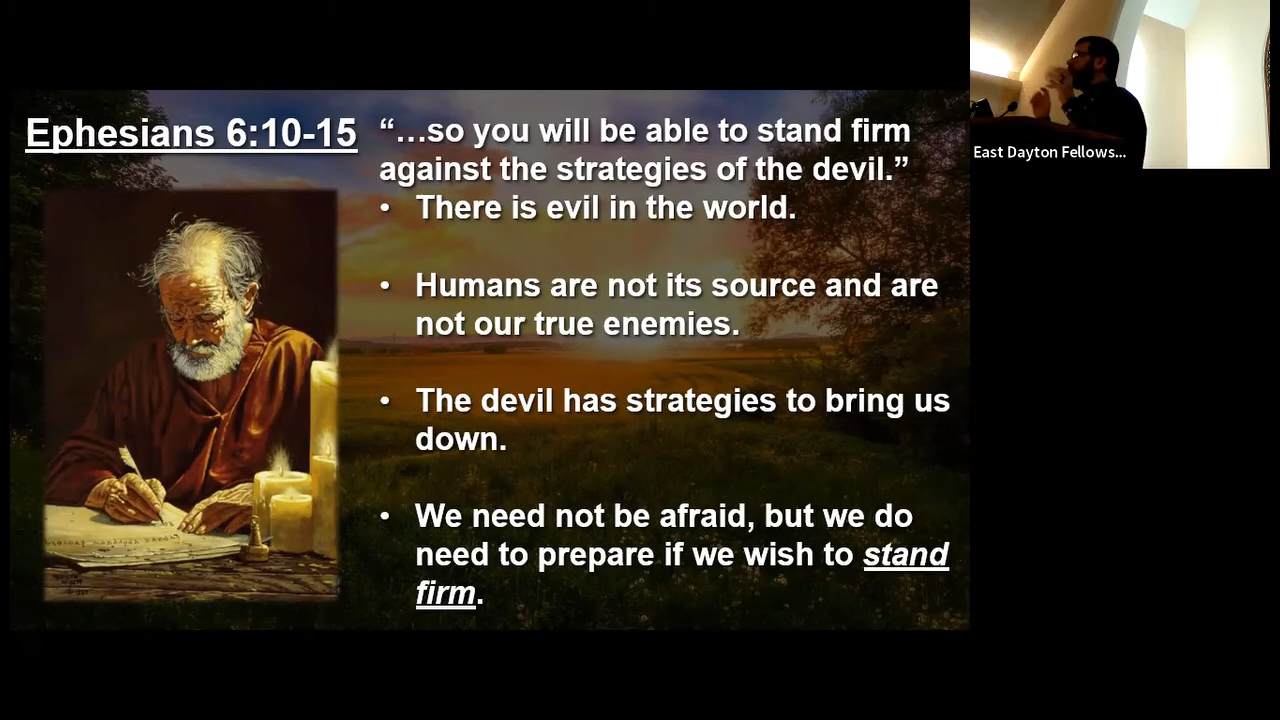 Ephesians 6:10-15
“…so you will be able to stand firm
against the strategies of the devil.”
• There is evil in the world.
• Humans are not its source and are
not our true enemies.
• The devil has strategies to bring us
down.
• We need not be afraid, but we do
need to prepare if we wish to stand
firm.
East Dayton Fellows...